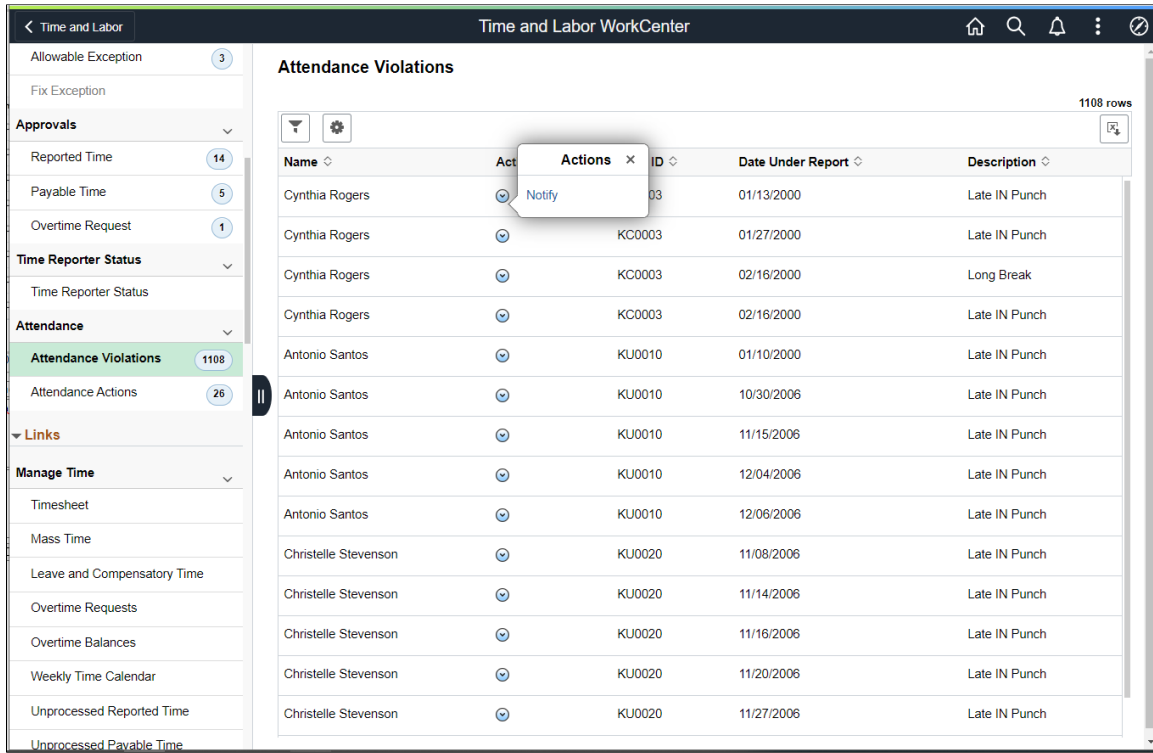 Time and Labor
Time and Labor WorkCenter
Allowable Exception 3
Fix Exception
Approvals
Reported Time 14
Payable Time 5
Overtime Request 1
Time Reporter Status
Time Reporter Status
Attendance
Attendance Violations 1108
Attendance Actions 26
Links
Manage Time
Timesheet
Mass Time
Leave and Compensatory Time
Overtime Requests
Overtime Balances
Weekly Time Calendar
Unprocessed Reported Time
Unprocessed Payable Time
Attendance Violations
1108 rows
Name Act ID Date Under Report Description
Actions ×
Notify
Cynthia Rogers 03 01/13/2000 Late IN Punch
Cynthia Rogers KC0003 01/27/2000 Late IN Punch
Cynthia Rogers KC0003 02/16/2000 Long Break
Cynthia Rogers KC0003 02/16/2000 Late IN Punch
Antonio Santos KU0010 01/10/2000 Late IN Punch
Antonio Santos KU0010 10/30/2006 Late IN Punch
Antonio Santos KU0010 11/15/2006 Late IN Punch
Antonio Santos KU0010 12/04/2006 Late IN Punch
Antonio Santos KU0010 12/06/2006 Late IN Punch
Christelle Stevenson KU0020 11/08/2006 Late IN Punch
Christelle Stevenson KU0020 11/14/2006 Late IN Punch
Christelle Stevenson KU0020 11/16/2006 Late IN Punch
Christelle Stevenson KU0020 11/20/2006 Late IN Punch
Christelle Stevenson KU0020 11/27/2006 Late IN Punch